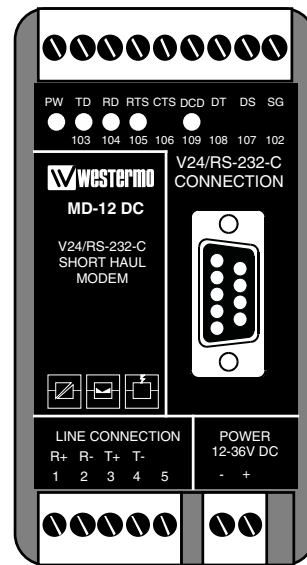 PW TD RD RTS CTS DCD DT DS SG
103 104 105 106 109 108 107 102
westermo
MD-12 DC
V24/RS-232-C
SHORT HAUL
MODEM
V24/RS-232-C
CONNECTION
LINE CONNECTION
R+ R- T+ T-
1 2 3 4 5
POWER
12-36V DC
- +